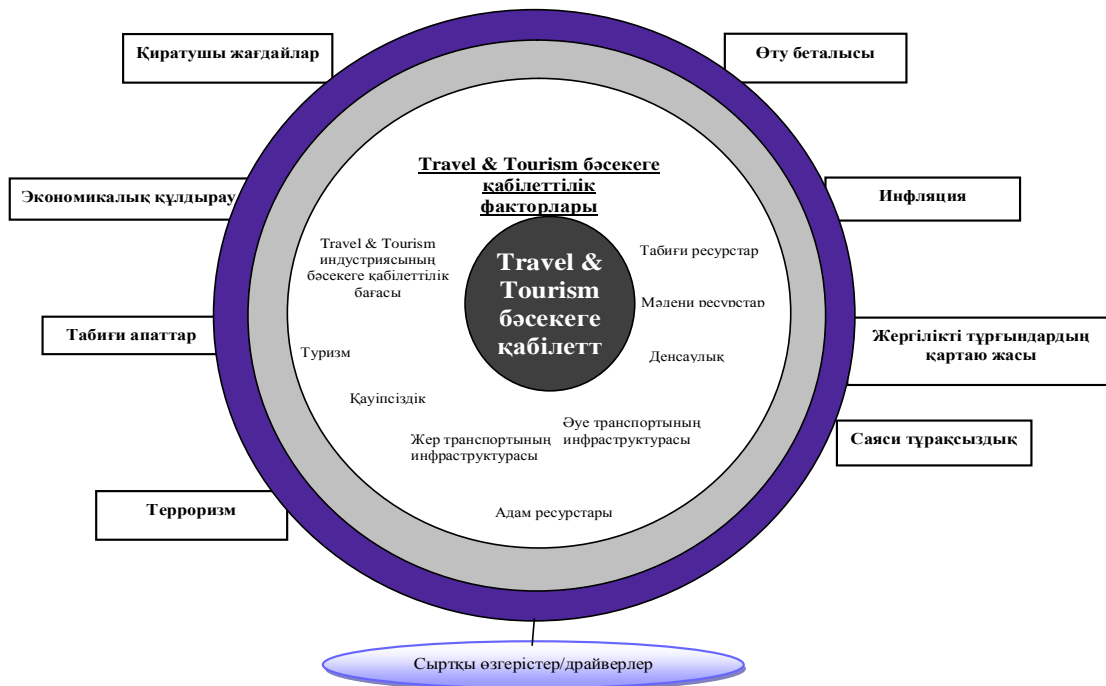 Қиратушы жағдайлар
Өту беталысы
Travel & Tourism бәсекеге
қабілеттілік
факторлары
Экономикалық құлдырау
Инфляция
Travel & Tourism
индустриясының
бәсекеге қабілеттілік
бағасы
Travel &
Tourism
бәсекеге
қабілетт
Табиғи ресурстар
Мәдени ресурстар
Денсаулық
Табиғи апаттар
Жергілікті тұрғындардың
қартаю жасы
Туризм
Қауіпсіздік
Әуе транспортының
инфраструктурасы
Жер транспортының
инфраструктурасы
Саяси тұрақсыздық
Терроризм
Адам ресурстары
Сыртқы өзгерістер/драйверлер